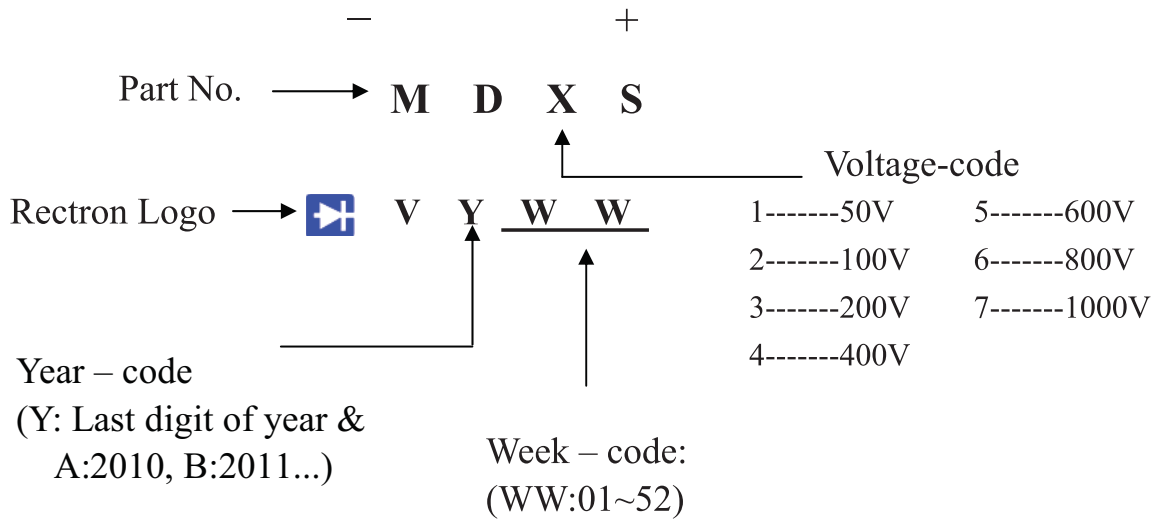 – +
Part No. M D X S
Voltage-code
Rectron Logo V Y W W
1-------50V 5-------600V
2-------100V 6-------800V
3-------200V 7-------1000V
4-------400V
Year – code
(Y: Last digit of year &
A:2010, B:2011...)
Week – code:
(WW:01~52)